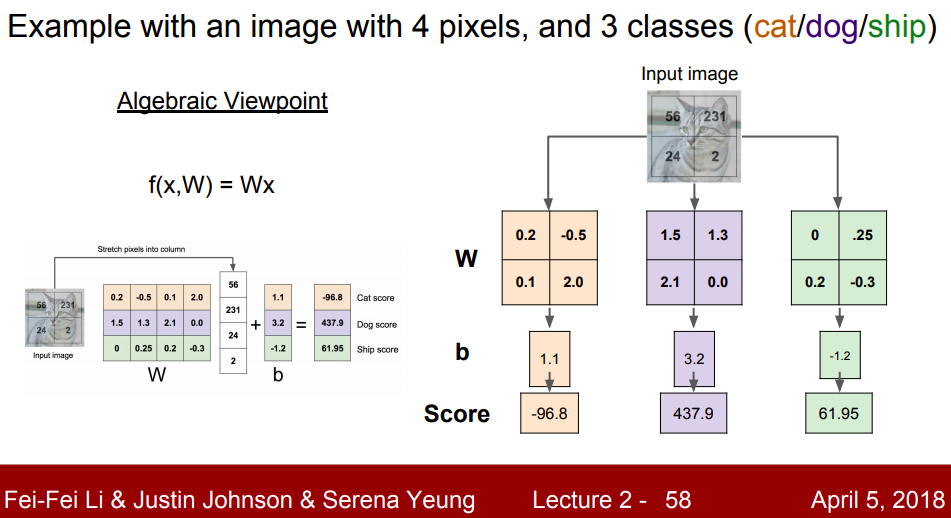 Example with an image with 4 pixels, and 3 classes (cat/dog/ship)
Algebraic Viewpoint
f(x,W) = Wx
Stretch pixels into column
56 231
24 2
Input image
0.2 -0.5 0.1 2.0
1.5 1.3 2.1 0.0
0 0.25 0.2 -0.3
W
56
231
24
2
+
1.1
3.2
-1.2
b
=
-96.8 Cat score
437.9 Dog score
61.95 Ship score
Input image
56 231
24 2
W
0.2 -0.5
0.1 2.0
1.5 1.3
2.1 0.0
0 .25
0.2 -0.3
b
1.1
3.2
-1.2
Score
-96.8
437.9
61.95
Fei-Fei Li & Justin Johnson & Serena Yeung Lecture 2 - 58 April 5, 2018